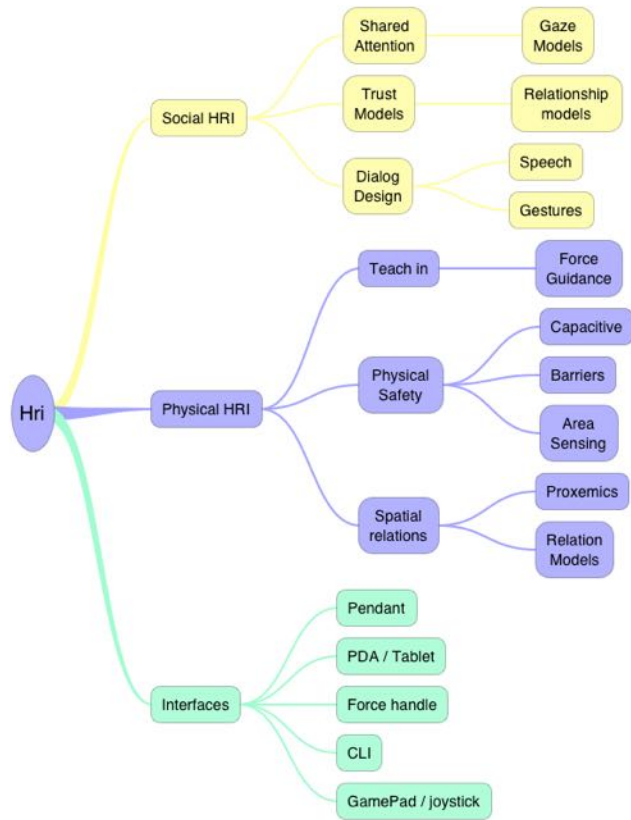 Hri
Social HRI
Shared
Attention
Gaze
Models
Trust
Models
Relationship
models
Dialog
Design
Speech
Gestures
Physical HRI
Teach in
Force
Guidance
Physical
Safety
Capacitive
Barriers
Area
Sensing
Spatial
relations
Proxemics
Relation
Models
Interfaces
Pendant
PDA / Tablet
Force handle
CLI
GamePad / joystick